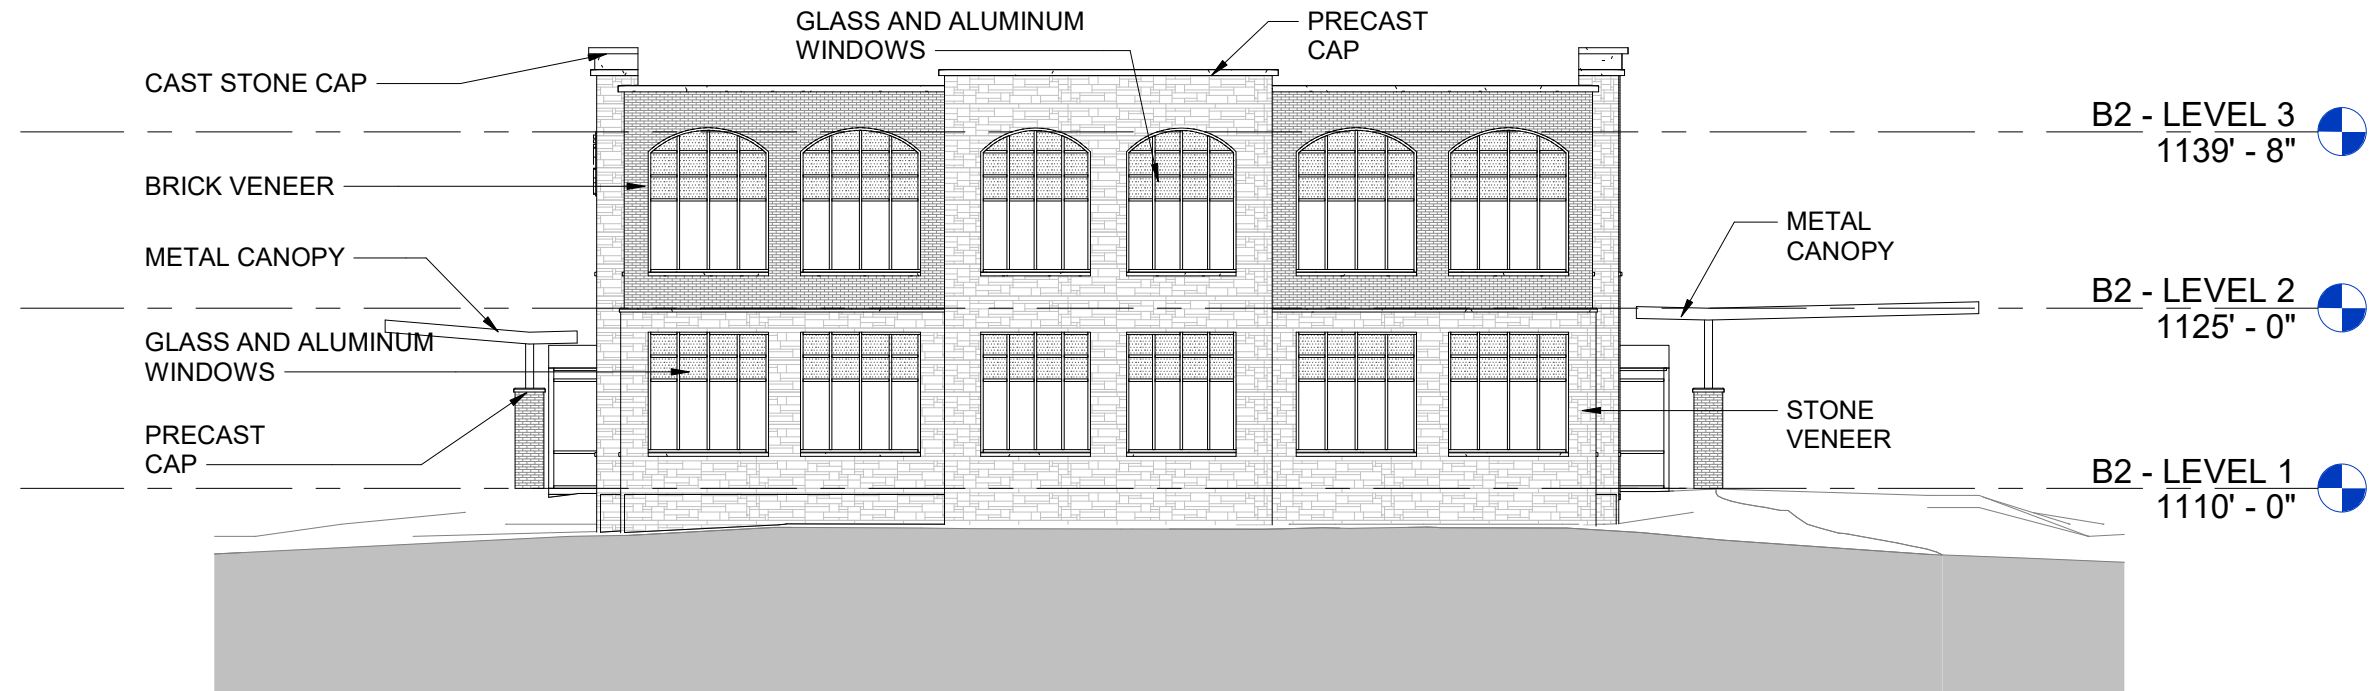 GLASS AND ALUMINUM
WINDOWS
PRECAST
CAP
CAST STONE CAP
B2 - LEVEL 3
1139' - 8"
BRICK VENEER
METAL
CANOPY
METAL CANOPY
B2 - LEVEL 2
1125' - 0"
GLASS AND ALUMINUM
WINDOWS
STONE
VENEER
PRECAST
CAP
B2 - LEVEL 1
1110' - 0"